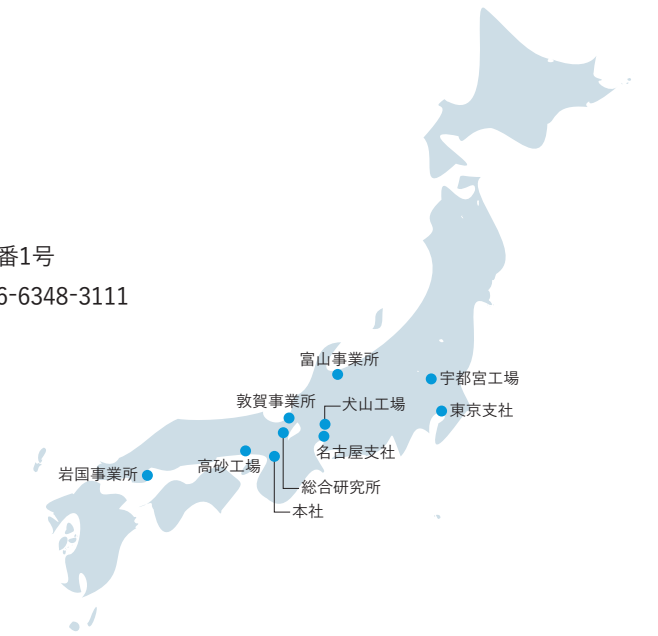 番1号
6-6348-3111
富山事業所
宇都宮工場
敦賀事業所
犬山工場
東京支社
名古屋支社
高砂工場
岩国事業所
総合研究所
本社